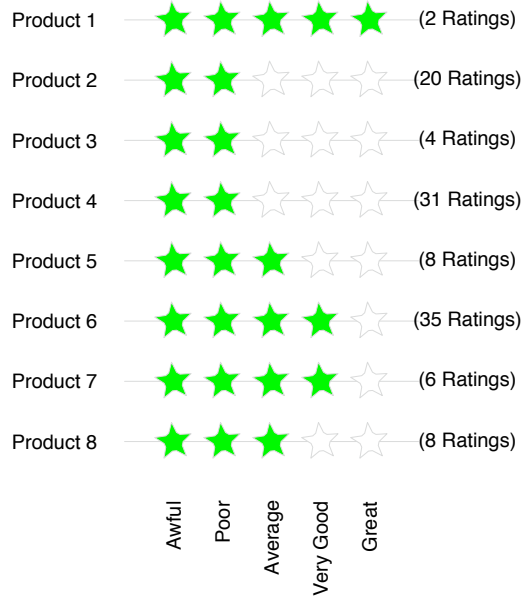 Product 1 (2 Ratings)
Product 2 (20 Ratings)
Product 3 (4 Ratings)
Product 4 (31 Ratings)
Product 5 (8 Ratings)
Product 6 (35 Ratings)
Product 7 (6 Ratings)
Product 8 (8 Ratings)
Awful
Poor
Average
Very Good
Great